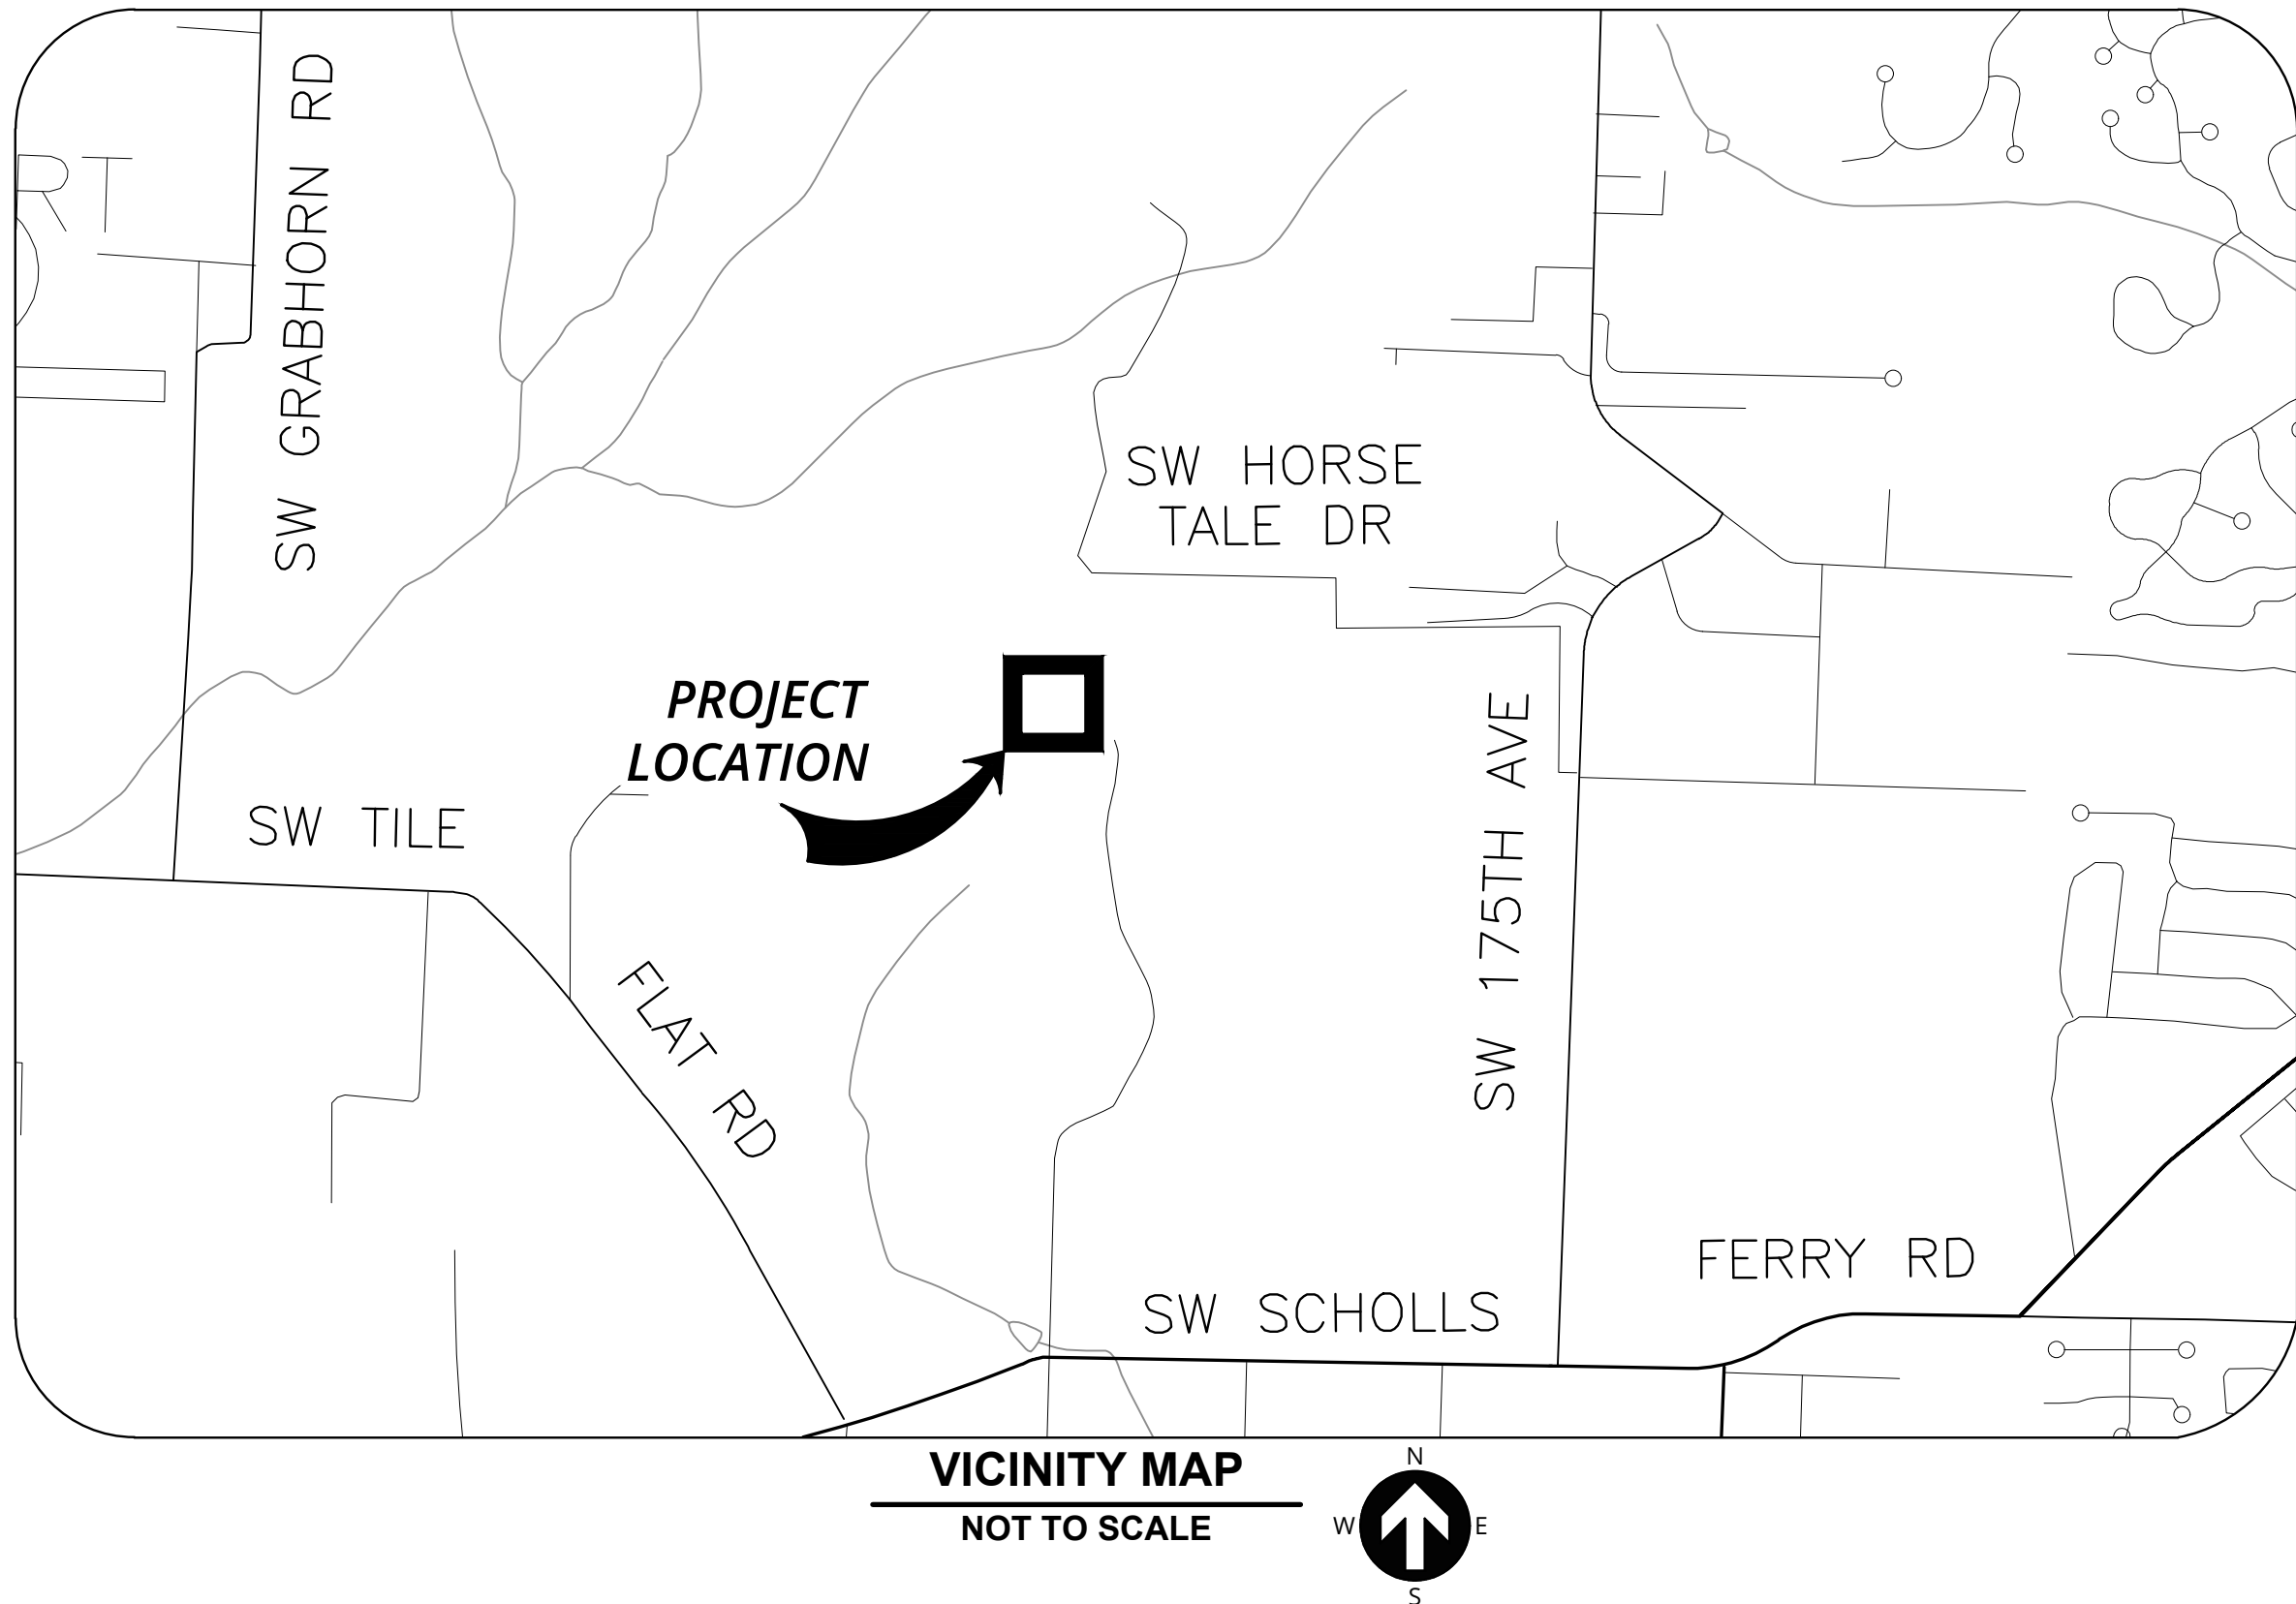 SW GRABHORN RD
SW HORSE
TALE DR
PROJECT
LOCATION
SW TILE
FLAT RD
SW 175TH AVE
FERRY RD
SW SCHOLLS
VICINITY MAP
NOT TO SCALE
N
W
E
S